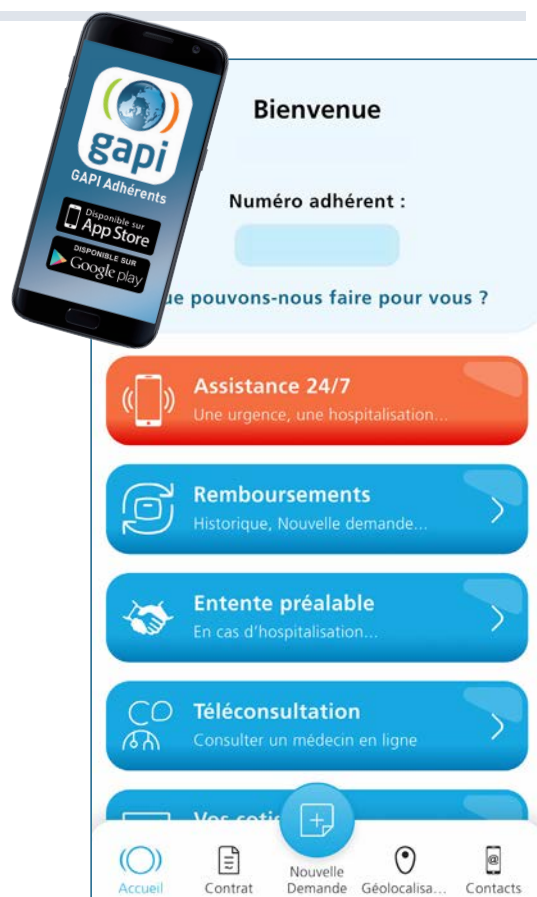 gapi
GAPI Adhérents
Disponible sur
App Store
DISPONIBLE SUR
Google play
Bienvenue
Numéro adhérent :
ue pouvons-nous faire pour vous ?
Assistance 24/7
Une urgence, une hospitalisation...
Remboursements
Historique, Nouvelle demande...
Entente préalable
En cas d'hospitalisation...
Téléconsultation
Consulter un médecin en ligne
Vos cotis
Accueil
Contrat
Nouvelle
Demande
Géolocalisa...
Contacts